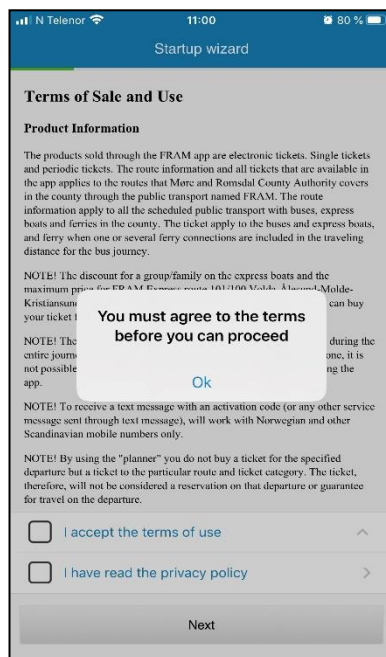 N Telenor
11:00
80 %
Startup wizard
Terms of Sale and Use
Product Information
The products sold through the FRAM app are electronic tickets. Single tickets
and periodic tickets. The route information and all tickets that are available in
the app applies to the routes that Møre and Romsdal County Authority covers
in the county through the public transport named FRAM. The route
information apply to all the scheduled public transport with buses, express
boats and ferries in the county. The ticket apply to the buses and express boats,
and ferry when one or several ferry connections are included in the traveling
distance for the bus journey.
NOTE! The discount for a group/family on the express boats and the
maximum price for FRAM Express route 101/100 Volda-Ålesund-Molde-
Kristiansund can buy
your ticket
NOTE! The during the
entire journ one, it is
not possible ng the
app.
You must agree to the terms
before you can proceed
Ok
NOTE! To receive a text message with an activation code (or any other service
message sent through text message), will work with Norwegian and other
Scandinavian mobile numbers only.
NOTE! By using the "planner" you do not buy a ticket for the specified
departure but a ticket to the particular route and ticket category. The ticket,
therefore, will not be considered a reservation on that departure or guarantee
for travel on the departure.
I accept the terms of use
I have read the privacy policy
Next